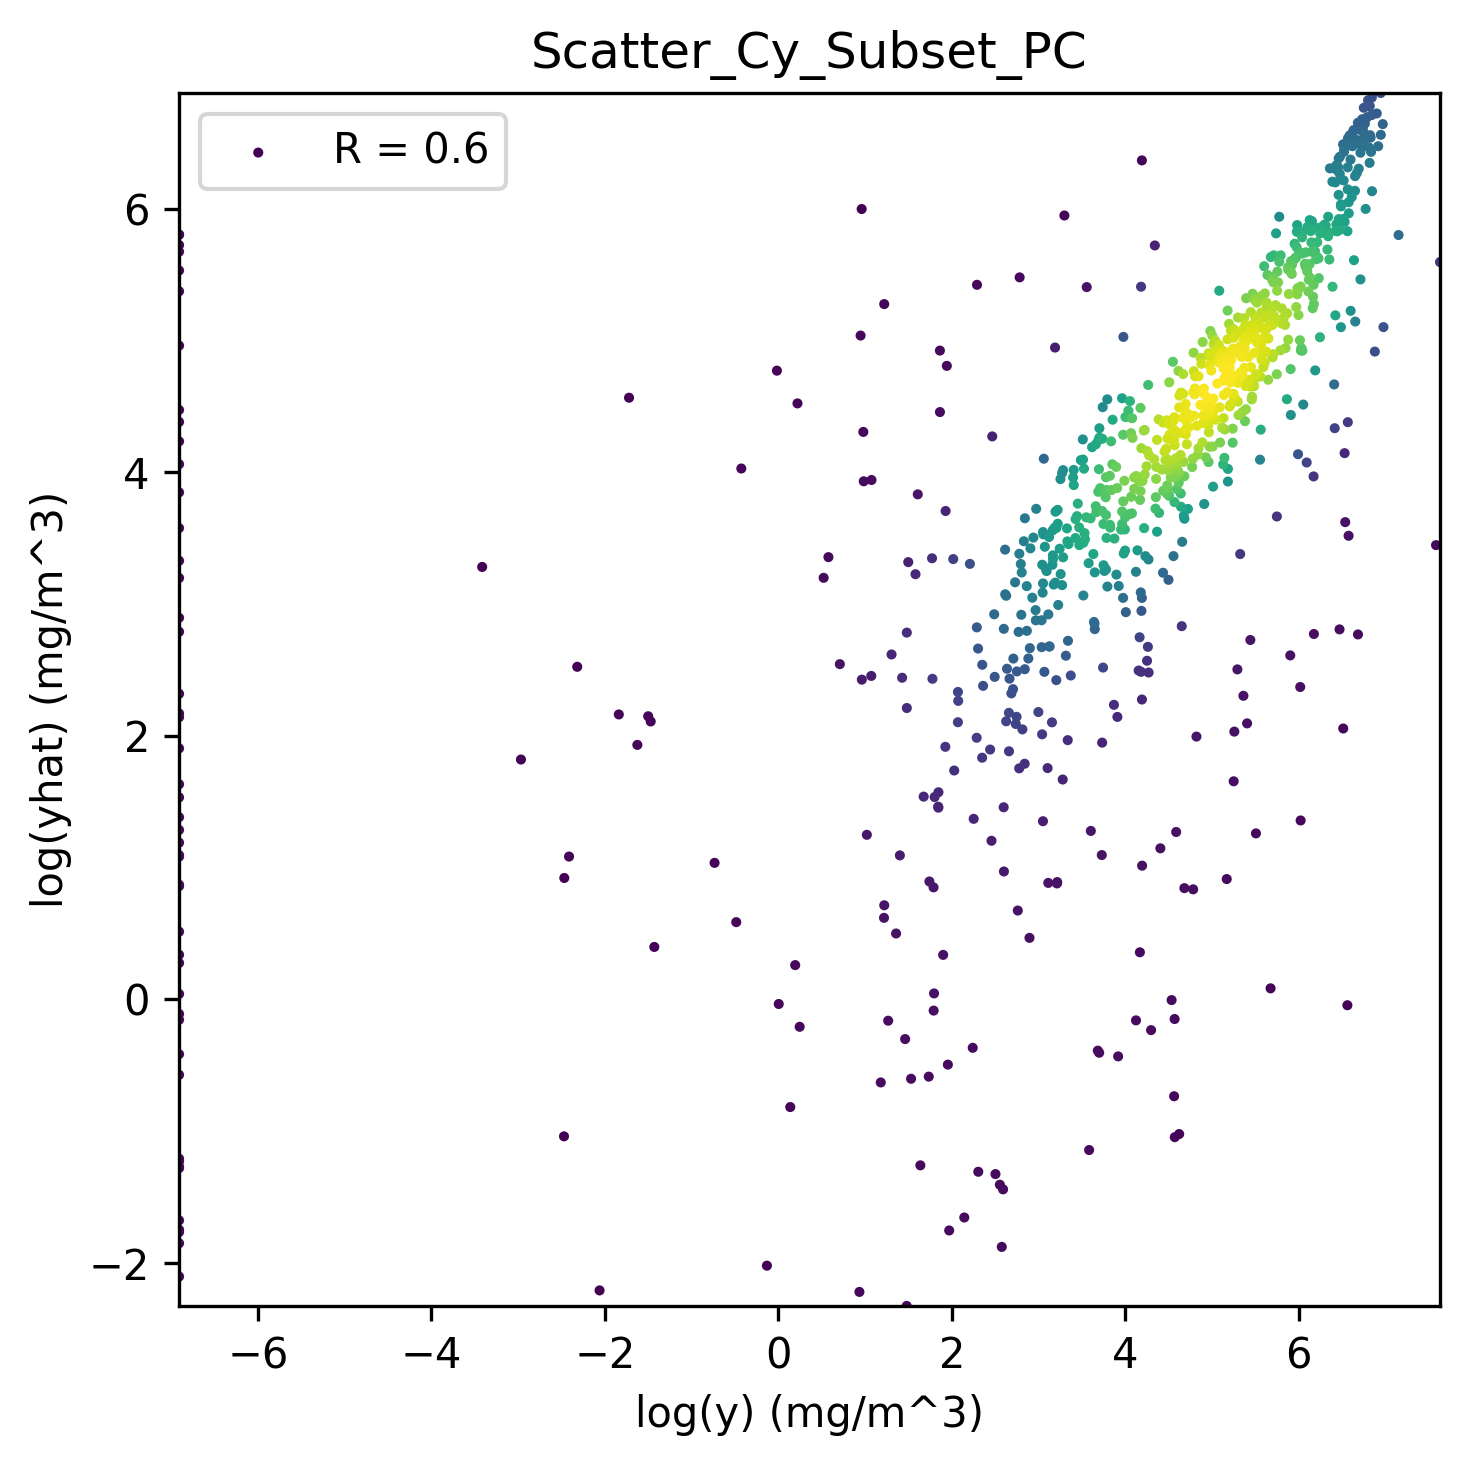 Scatter_Cy_Subset_PC
R = 0.6
6
4
2
0
−2
log(yhat) (mg/m^3)
−6 −4 −2 0 2 4 6
log(y) (mg/m^3)